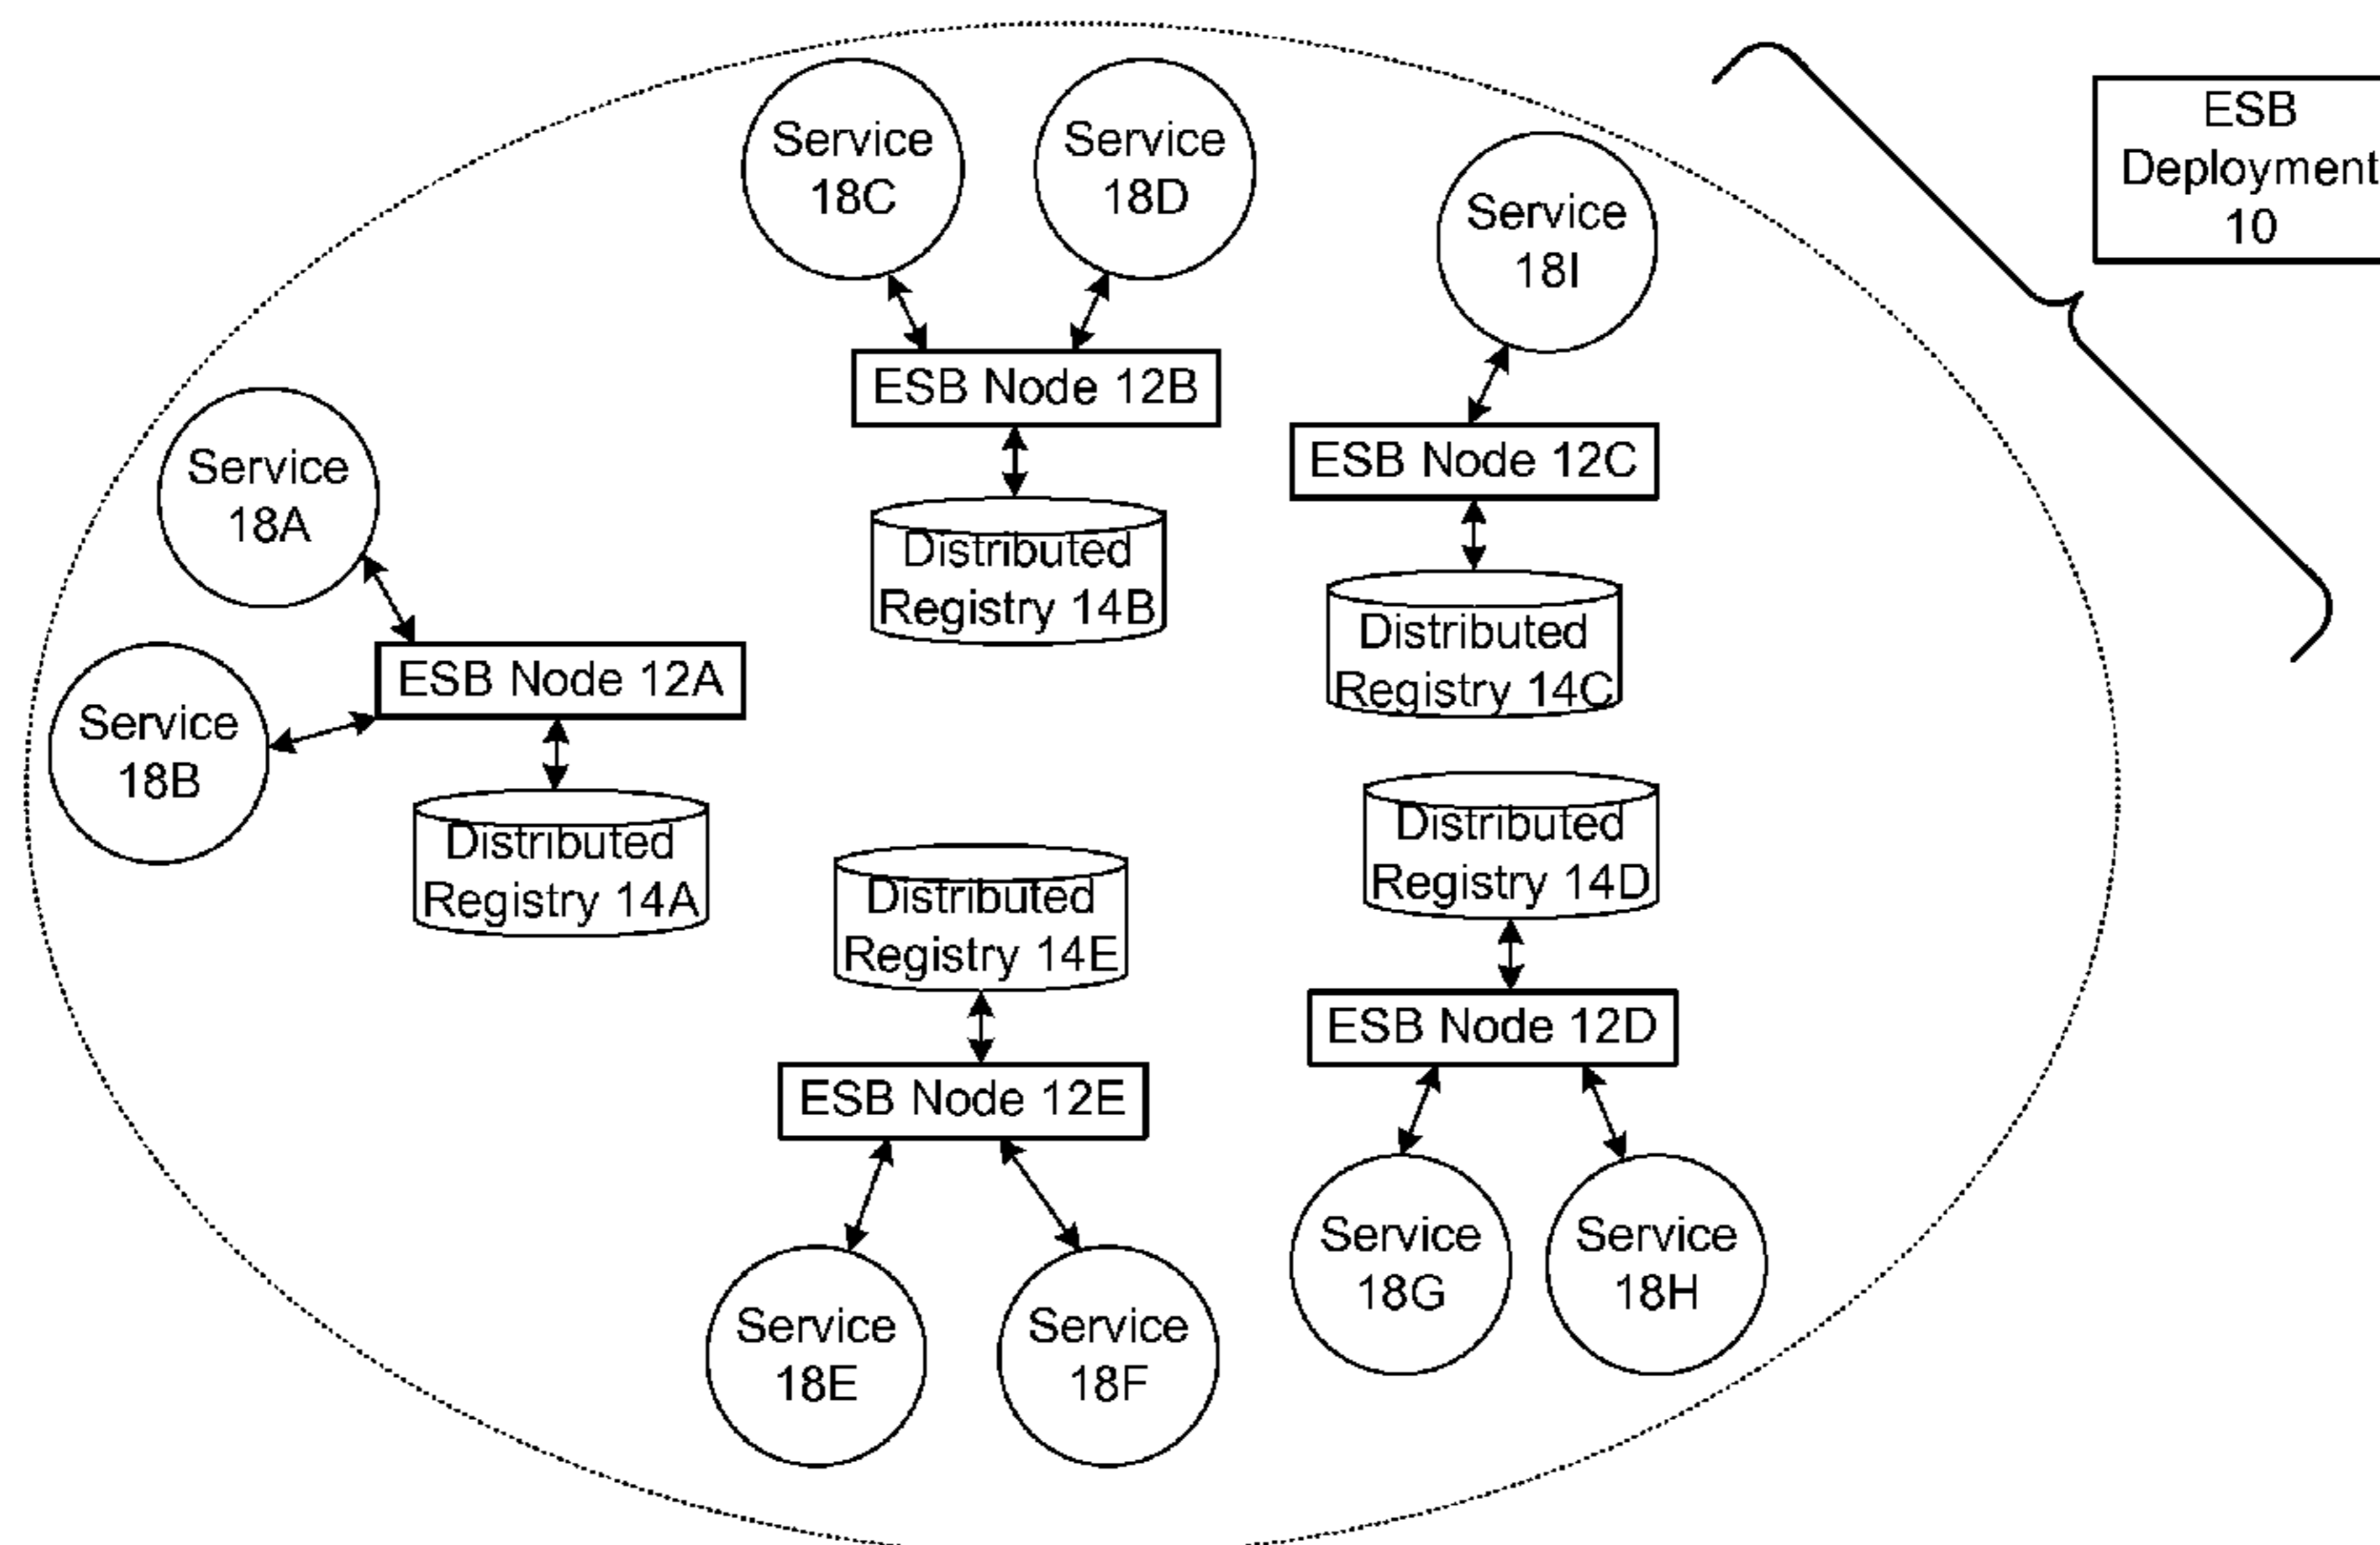 ESB
Deployment
10
Service
18C
Service
18D
Service
18I
ESB Node 12B
ESB Node 12C
Service
18A
Distributed
Registry 14B
Distributed
Registry 14C
ESB Node 12A
Service
18B
Distributed
Registry 14A
Distributed
Registry 14D
Distributed
Registry 14E
ESB Node 12D
ESB Node 12E
Service
18G
Service
18H
Service
18E
Service
18F